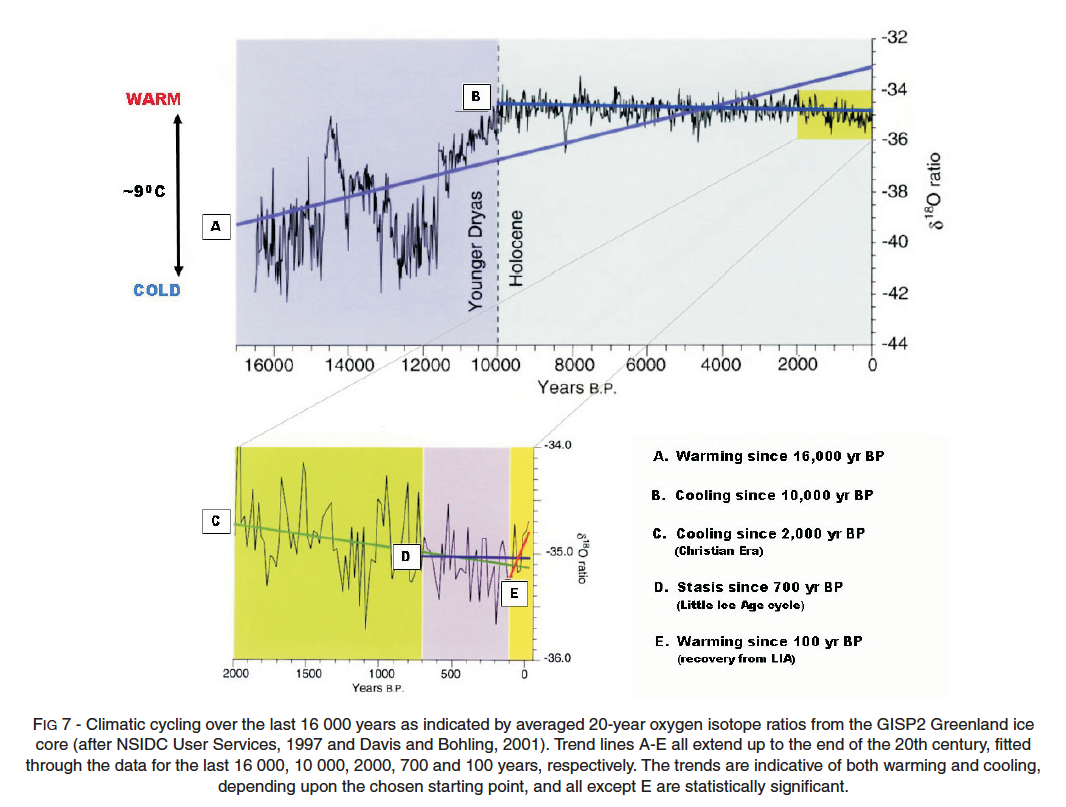 -32
B
-34
WARM
-36
~9ºC
-38
δ18O ratio
A
-40
Younger Dryas
Holocene
COLD
-42
-44
16000 14000 12000 10000 8000 6000 4000 2000 0
Years B.P.
-34.0
A. Warming since 16,000 yr BP
B. Cooling since 10,000 yr BP
C
C. Cooling since 2,000 yr BP
(Christian Era)
D
-35.0
δ18O ratio
D. Stasis since 700 yr BP
(Little Ice Age cycle)
E
E. Warming since 100 yr BP
(recovery from LIA)
-36.0
2000 1500 1000 500 0
Years B.P.
FIG 7 - Climatic cycling over the last 16 000 years as indicated by averaged 20-year oxygen isotope ratios from the GISP2 Greenland ice
core (after NSIDC User Services, 1997 and Davis and Bohling, 2001). Trend lines A-E all extend up to the end of the 20th century, fitted
through the data for the last 16 000, 10 000, 2000, 700 and 100 years, respectively. The trends are indicative of both warming and cooling,
depending upon the chosen starting point, and all except E are statistically significant.